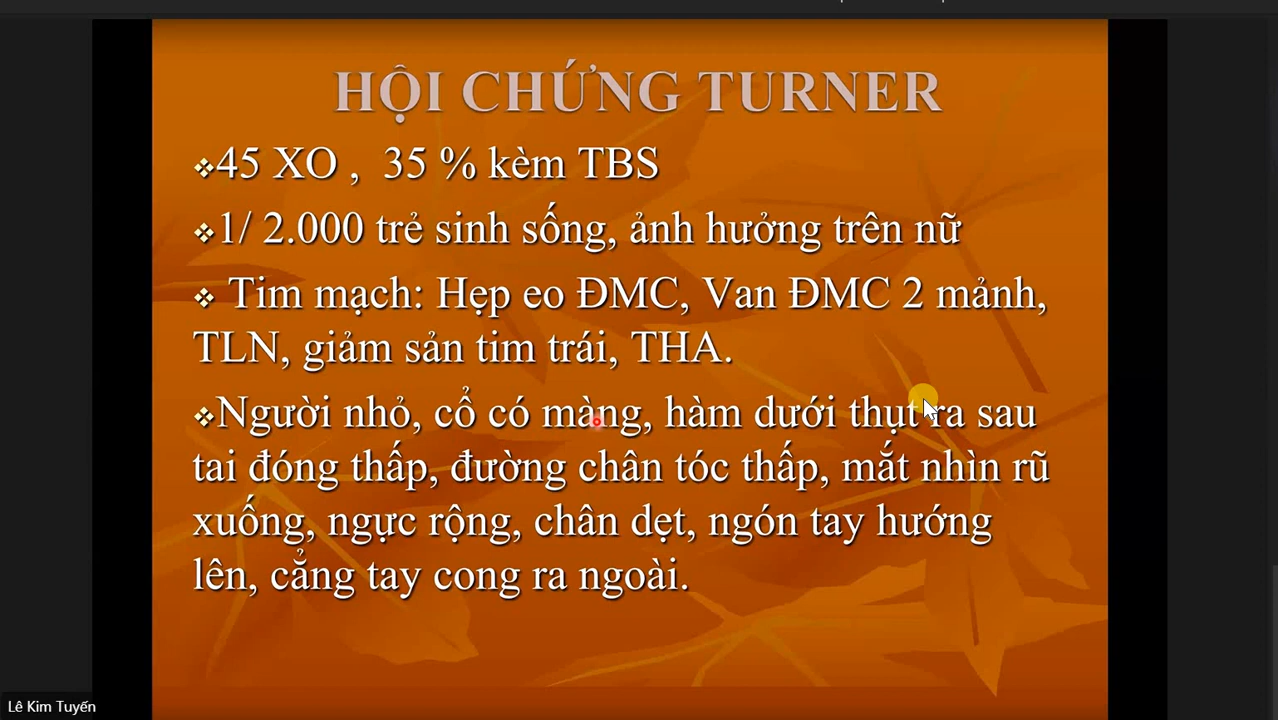 HỘI CHỨNG TURNER
❖45 XO , 35 % kèm TBS
❖1/ 2.000 trẻ sinh sống, ảnh hưởng trên nữ
❖ Tim mạch: Hẹp eo ĐMC, Van ĐMC 2 mảnh,
TLN, giảm sản tim trái, THA.
❖Người nhỏ, cổ có màng, hàm dưới thụt ra sau
tai đóng thấp, đường chân tóc thấp, mắt nhìn rũ
xuống, ngực rộng, chân dẹt, ngón tay hướng
lên, cẳng tay cong ra ngoài.
Lê Kim Tuyến